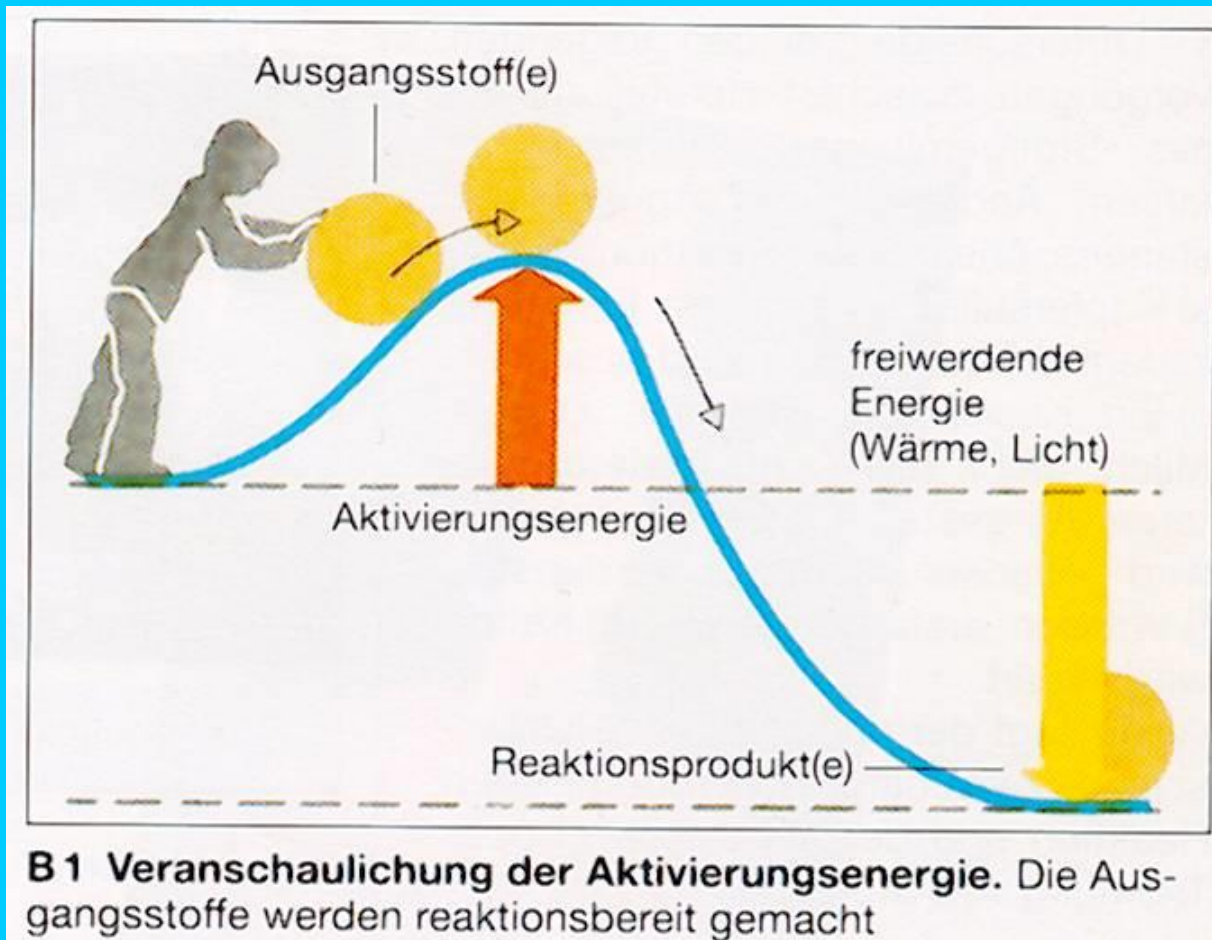 Ausgangsstoff(e)
freiwerdende
Energie
(Wärme, Licht)
Aktivierungsenergie
Reaktionsprodukt(e)
B1 Veranschaulichung der Aktivierungsenergie. Die Aus-
gangsstoffe werden reaktionsbereit gemacht